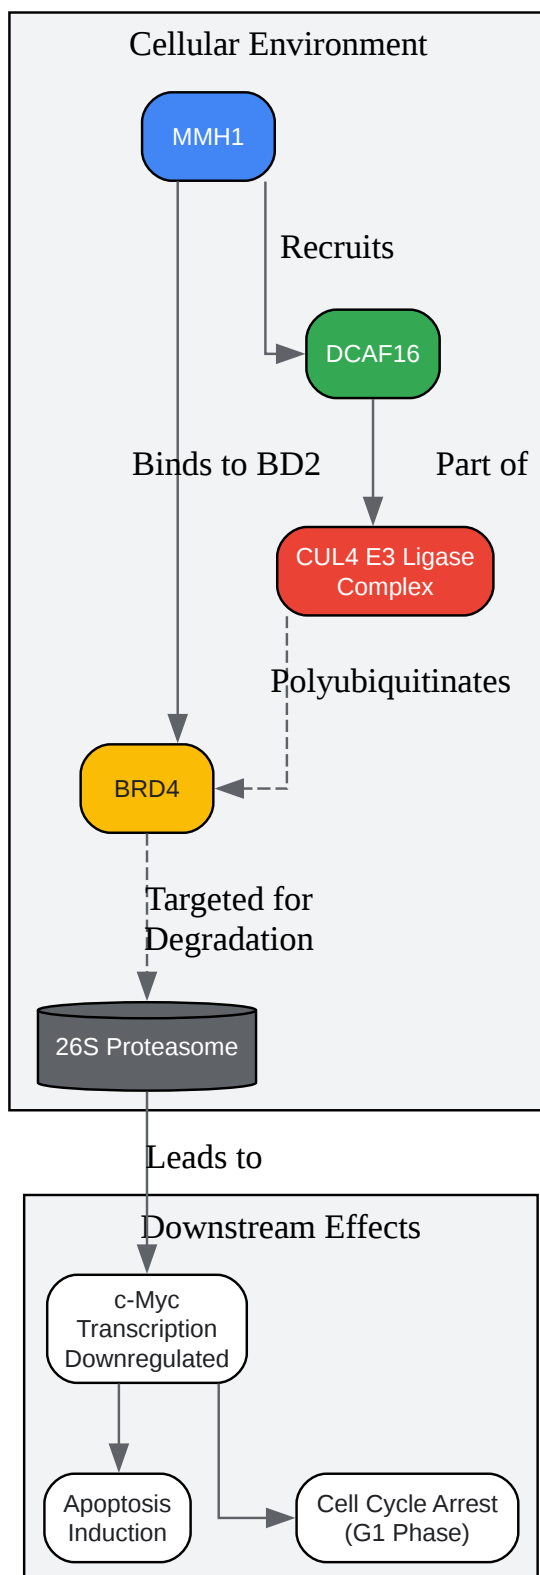 Cellular Environment
MMH1
Recruits
DCAF16
Binds to BD2
Part of
CUL4 E3 Ligase
Complex
Polyubiquitinates
BRD4
Targeted for
Degradation
26S Proteasome
Leads to
Downstream Effects
c-Myc
Transcription
Downregulated
Apoptosis
Induction
Cell Cycle Arrest
(G1 Phase)